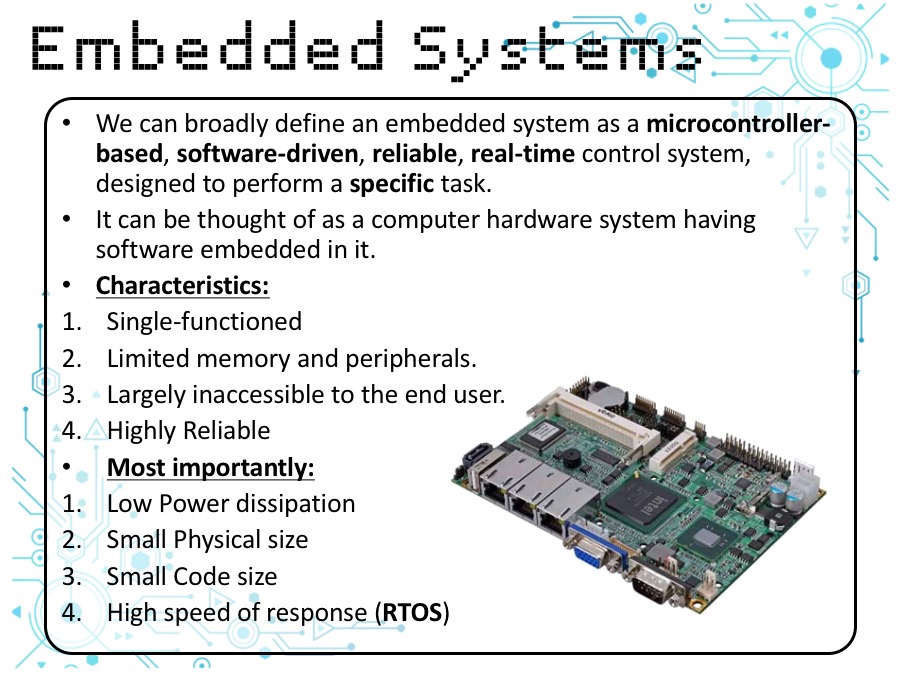 Embedded Systems
• We can broadly define an embedded system as a microcontroller-
based, software-driven, reliable, real-time control system,
designed to perform a specific task.
• It can be thought of as a computer hardware system having
software embedded in it.
• Characteristics:
1. Single-functioned
2. Limited memory and peripherals.
3. Largely inaccessible to the end user.
4. Highly Reliable
• Most importantly:
1. Low Power dissipation
2. Small Physical size
3. Small Code size
4. High speed of response (RTOS)
intel